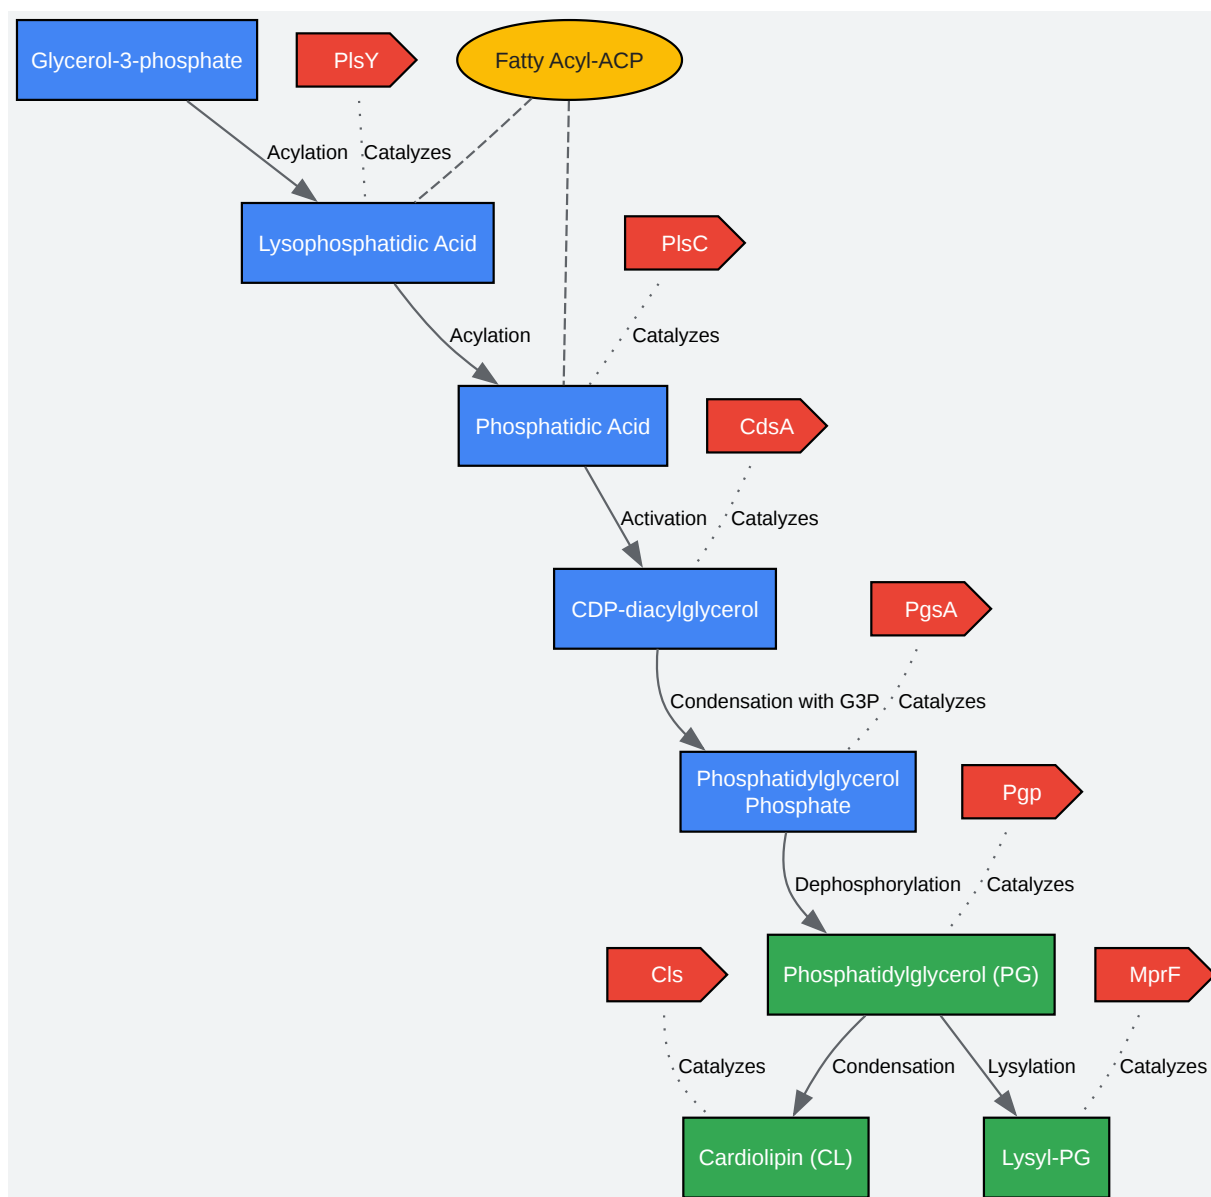 Glycerol-3-phosphate
PlsY
Fatty Acyl-ACP
Acylation
Catalyzes
Lysophosphatidic Acid
PlsC
Acylation
Catalyzes
Phosphatidic Acid
CdsA
Activation
Catalyzes
CDP-diacylglycerol
PgsA
Condensation with G3P
Catalyzes
Phosphatidylglycerol
Phosphate
Pgp
Dephosphorylation
Catalyzes
Cls
Phosphatidylglycerol (PG)
MprF
Catalyzes
Condensation
Lysylation
Catalyzes
Cardiolipin (CL)
Lysyl-PG